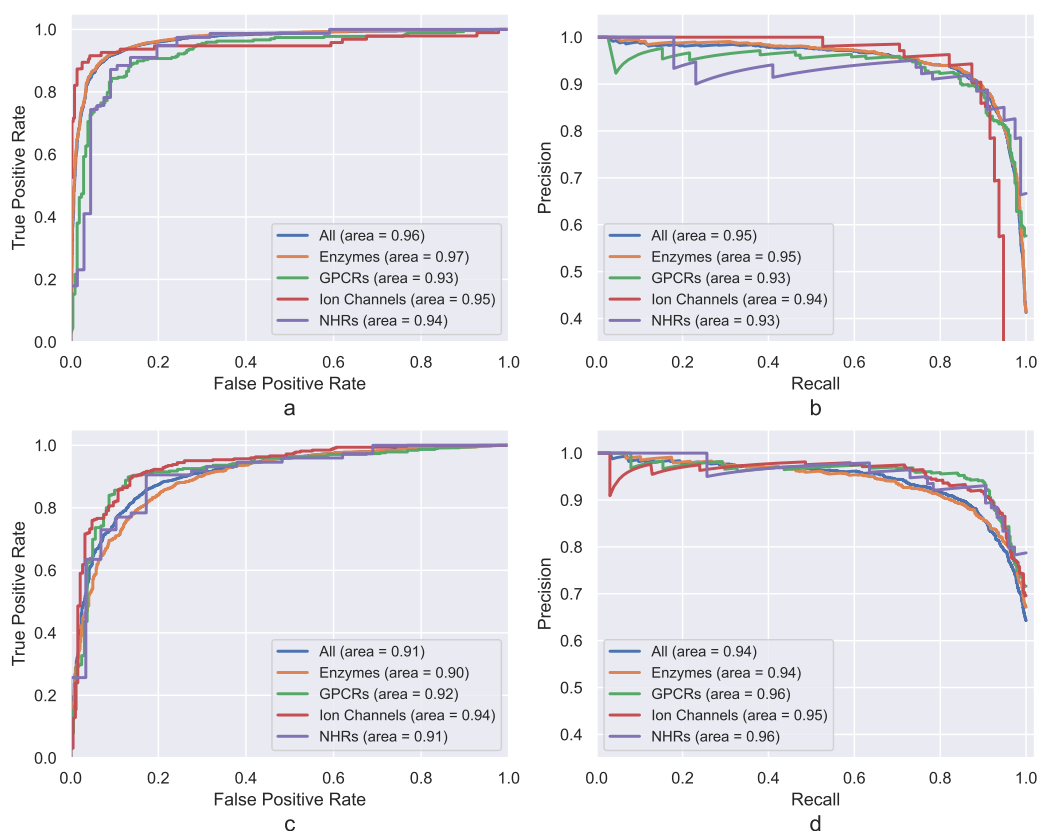 1.0
0.8
0.6
0.4
0.2
0.0
True Positive Rate
All (area = 0.96)
Enzymes (area = 0.97)
GPCRs (area = 0.93)
Ion Channels (area = 0.95)
NHRs (area = 0.94)
0.0 0.2 0.4 0.6 0.8 1.0
False Positive Rate
a
1.0
0.9
0.8
0.7
0.6
0.5
0.4
Precision
All (area = 0.95)
Enzymes (area = 0.95)
GPCRs (area = 0.93)
Ion Channels (area = 0.94)
NHRs (area = 0.93)
0.0 0.2 0.4 0.6 0.8 1.0
Recall
b
1.0
0.8
0.6
0.4
0.2
0.0
True Positive Rate
All (area = 0.91)
Enzymes (area = 0.90)
GPCRs (area = 0.92)
Ion Channels (area = 0.94)
NHRs (area = 0.91)
0.0 0.2 0.4 0.6 0.8 1.0
False Positive Rate
c
1.0
0.9
0.8
0.7
0.6
0.5
0.4
Precision
All (area = 0.94)
Enzymes (area = 0.94)
GPCRs (area = 0.96)
Ion Channels (area = 0.95)
NHRs (area = 0.96)
0.0 0.2 0.4 0.6 0.8 1.0
Recall
d